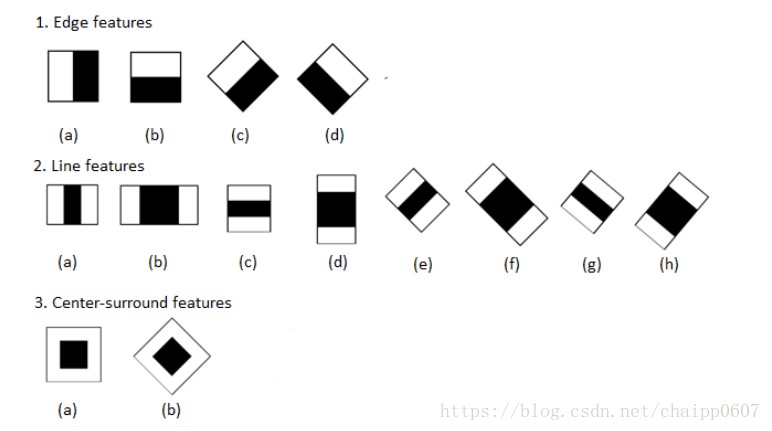 1. Edge features
(a) (b) (c) (d)
2. Line features
(a) (b) (c) (d) (e) (f) (g) (h)
3. Center-surround features
(a) (b)
https://blog.csdn.net/chaipp0607